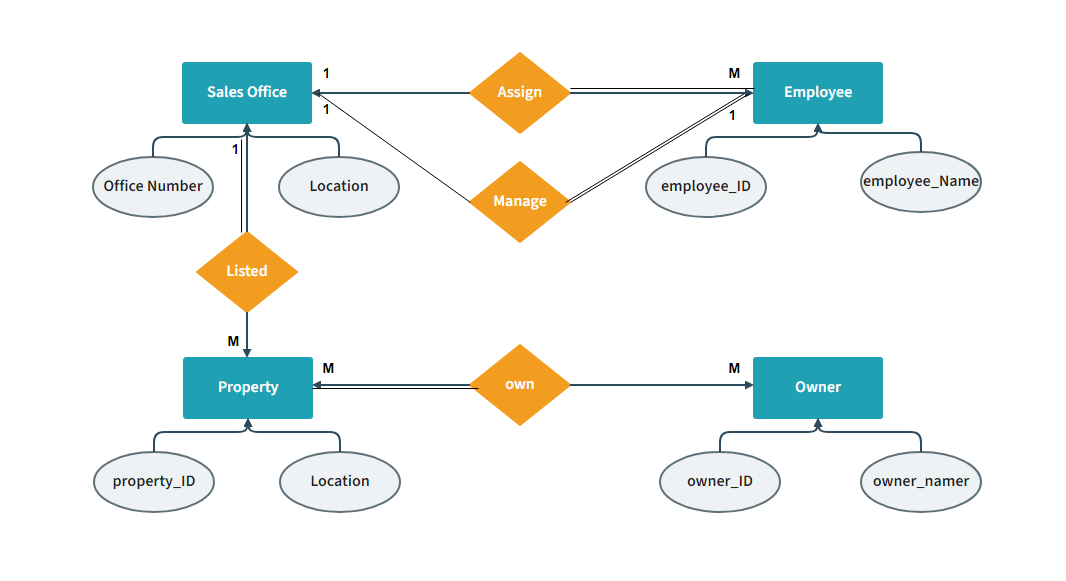 1
M
Sales Office
Assign
Employee
1
1
1
Office Number
Location
Manage
employee_ID
employee_Name
Listed
M
M
M
Property
own
Owner
property_ID
Location
owner_ID
owner_namer